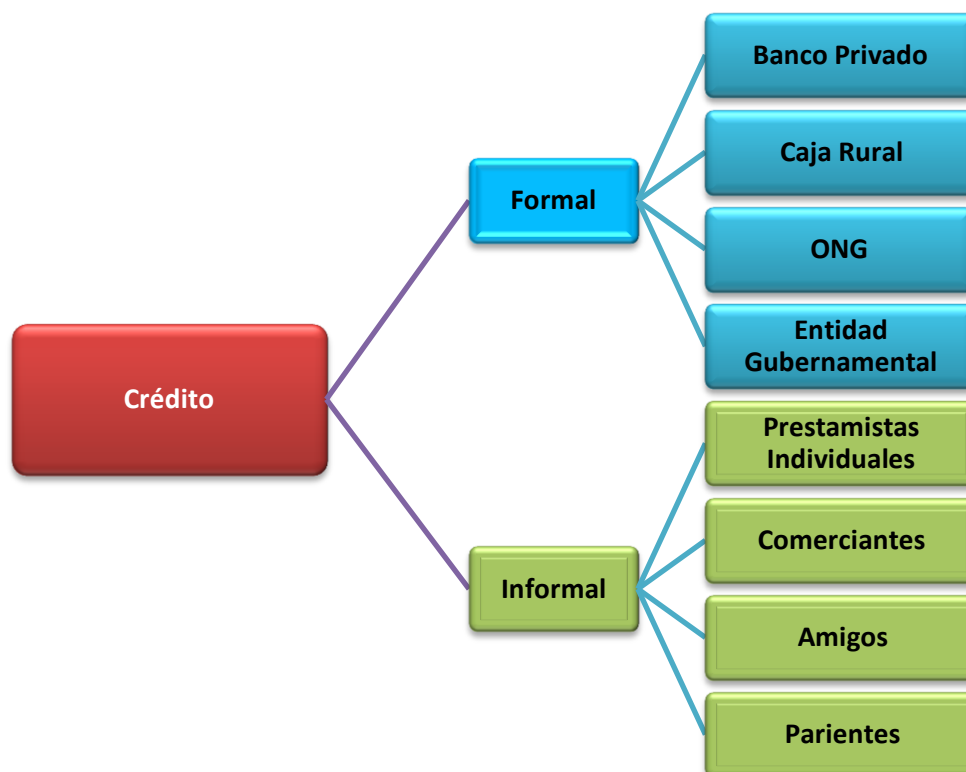 Crédito
Formal
Banco Privado
Caja Rural
ONG
Entidad
Gubernamental
Informal
Prestamistas
Individuales
Comerciantes
Amigos
Parientes